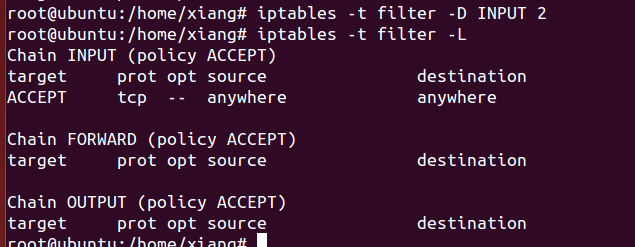 root@ubuntu:/home/xiang# iptables -t filter -D INPUT 2
root@ubuntu:/home/xiang# iptables -t filter -L
Chain INPUT (policy ACCEPT)
target     prot opt source               destination
ACCEPT     tcp  --  anywhere             anywhere

Chain FORWARD (policy ACCEPT)
target     prot opt source               destination

Chain OUTPUT (policy ACCEPT)
target     prot opt source               destination
root@ubuntu:/home/xiang#